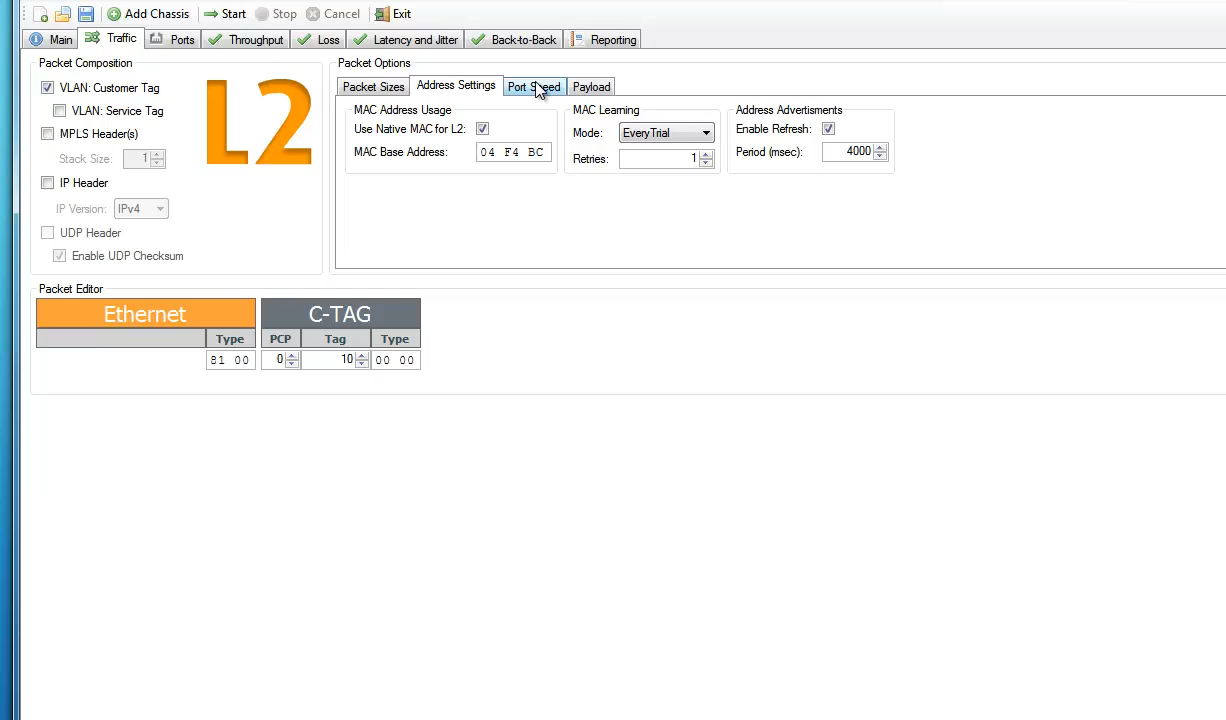 Add Chassis Start Stop Cancel Exit
Main Traffic Ports Throughput Loss Latency and Jitter Back-to-Back Reporting
Packet Composition
VLAN: Customer Tag
VLAN: Service Tag
MPLS Header(s)
Stack Size: 1
IP Header
IP Version: IPv4
UDP Header
Enable UDP Checksum
L2
Packet Options
Packet Sizes Address Settings Port Speed Payload
MAC Address Usage
Use Native MAC for L2:
MAC Base Address: 04 F4 BC
MAC Learning
Mode: EveryTrial
Retries: 1
Address Advertisments
Enable Refresh:
Period (msec): 4000
Packet Editor
Ethernet C-TAG
Type PCP Tag Type
81 00 0 10 00 00